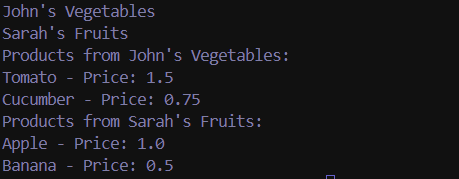 John's Vegetables
Sarah's Fruits
Products from John's Vegetables:
Tomato - Price: 1.5
Cucumber - Price: 0.75
Products from Sarah's Fruits:
Apple - Price: 1.0
Banana - Price: 0.5